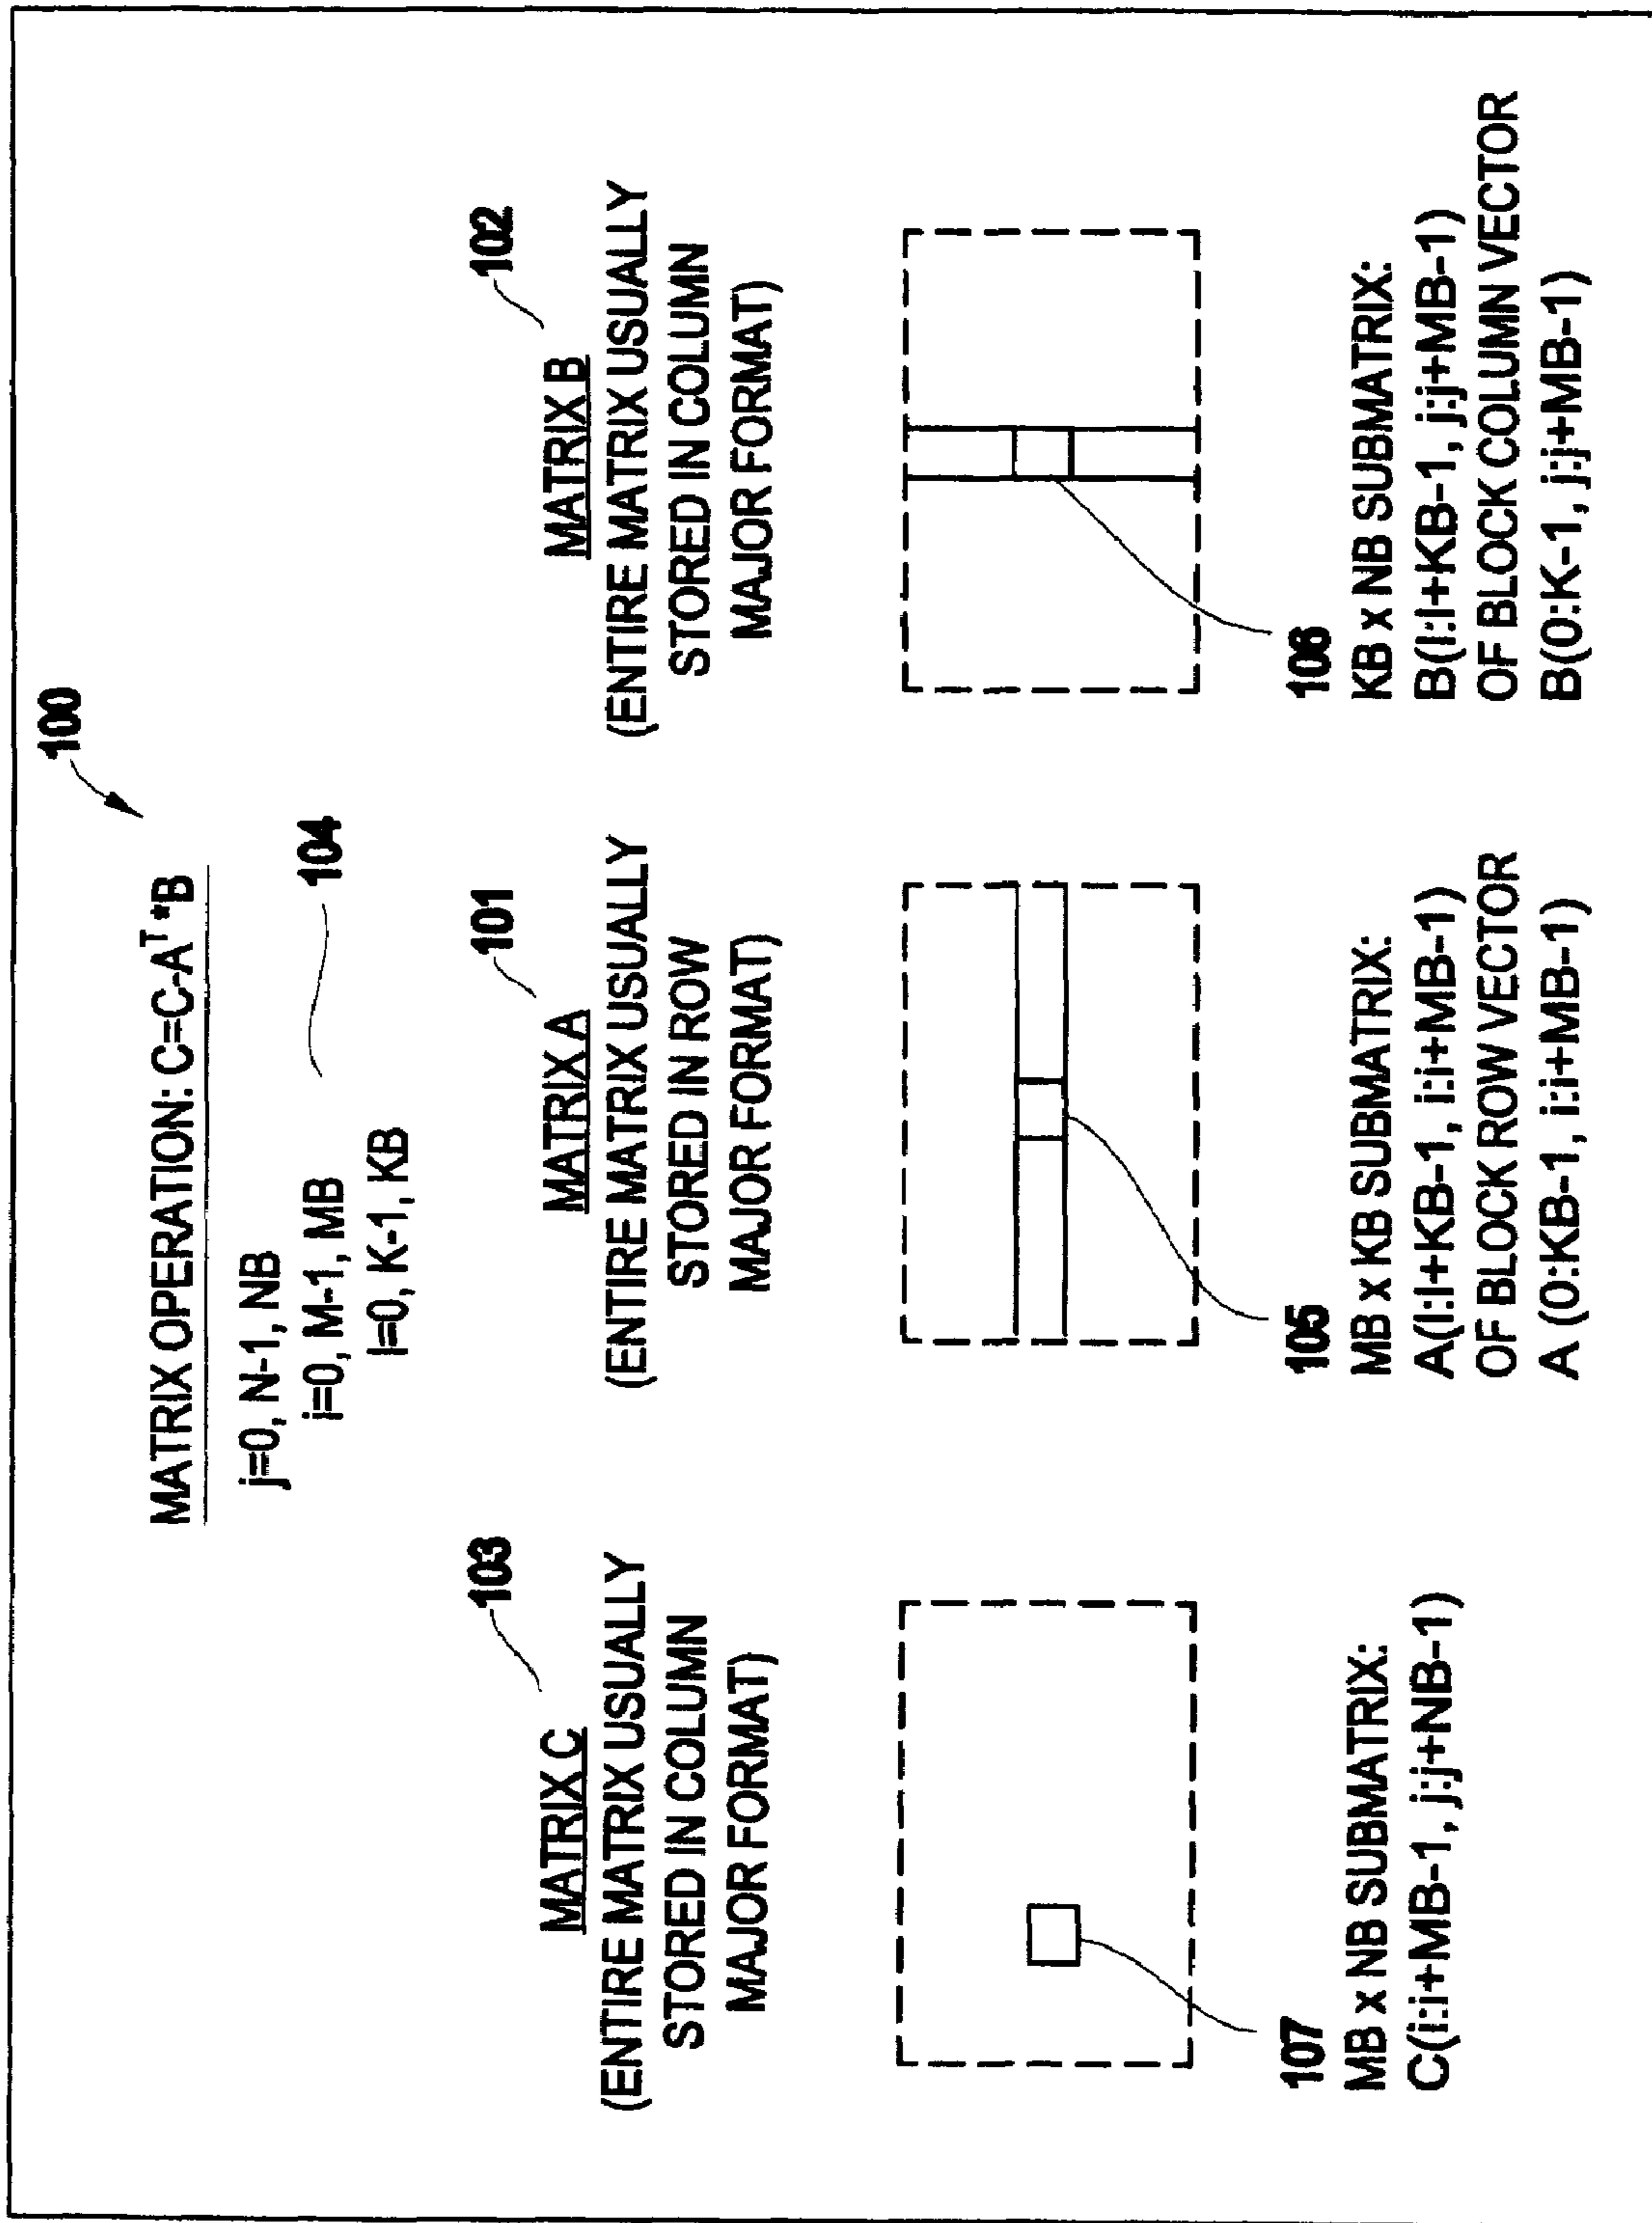 100
MATRIX OPERATION: C=C-Aᵀ*B
j=0, N-1, NB
i=0, M-1, MB
l=0, K-1, KB
104
103
MATRIX C
(ENTIRE MATRIX USUALLY
STORED IN COLUMN
MAJOR FORMAT)
107
MB x NB SUBMATRIX:
C(i:i+MB-1, j:j+NB-1)
101
MATRIX A
(ENTIRE MATRIX USUALLY
STORED IN ROW
MAJOR FORMAT)
105
MB x KB SUBMATRIX:
A(l:l+KB-1, i:i+MB-1)
OF BLOCK ROW VECTOR
A (0:KB-1, i:i+MB-1)
102
MATRIX B
(ENTIRE MATRIX USUALLY
STORED IN COLUMN
MAJOR FORMAT)
106
KB x NB SUBMATRIX:
B(l:l+KB-1, j:j+MB-1)
OF BLOCK COLUMN VECTOR
B(0:K-1, j:j+MB-1)